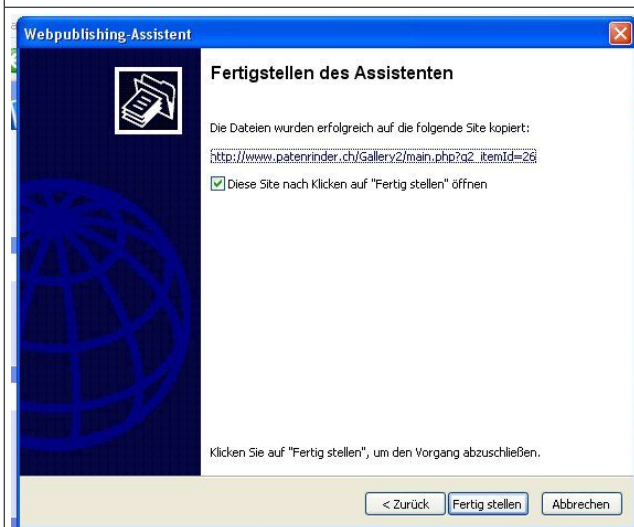 Webpublishing-Assistent
Fertigstellen des Assistenten
Die Dateien wurden erfolgreich auf die folgende Site kopiert:
http://www.patenrinder.ch/Gallery2/main.php?g2_itemId=26
Diese Site nach Klicken auf "Fertig stellen" öffnen
Klicken Sie auf "Fertig stellen", um den Vorgang abzuschließen.
< Zurück Fertig stellen Abbrechen